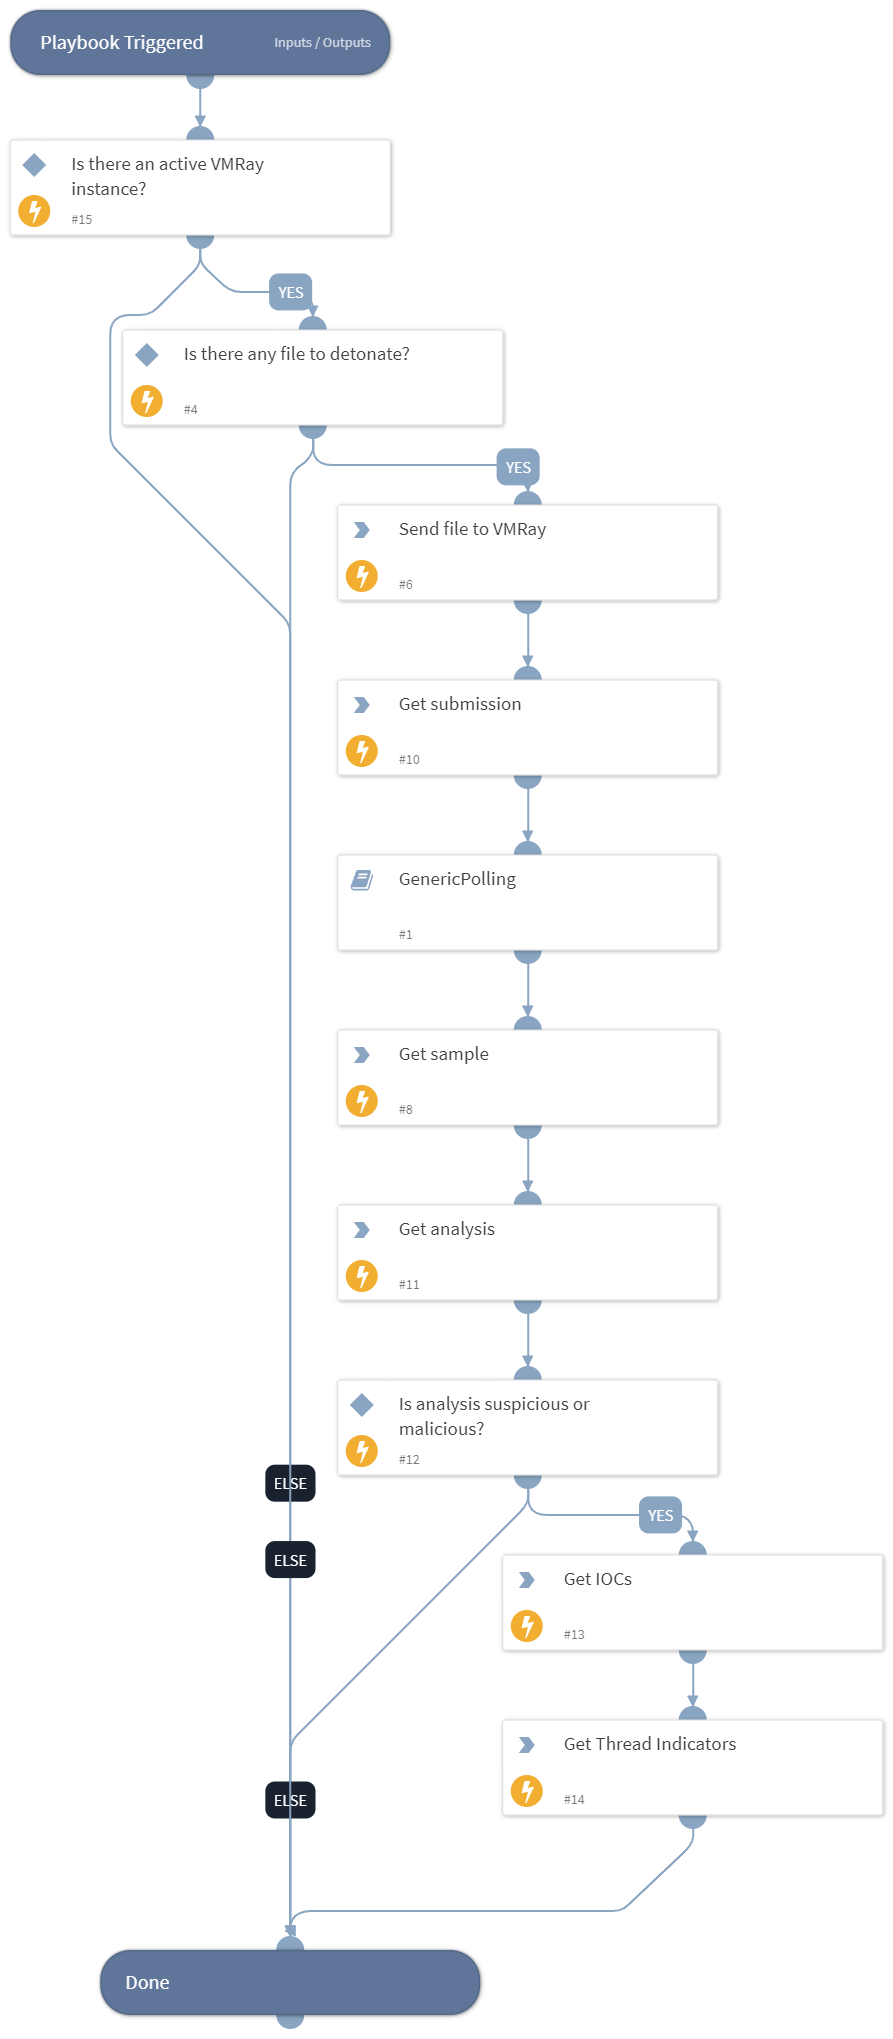 Playbook Triggered
Inputs / Outputs
Is there an active VMRay
instance?
#15
YES
Is there any file to detonate?
#4
YES
Send file to VMRay
#6
Get submission
#10
GenericPolling
#1
Get sample
#8
Get analysis
#11
Is analysis suspicious or
malicious?
#12
ELSE
YES
ELSE
Get IOCs
#13
Get Thread Indicators
#14
ELSE
Done